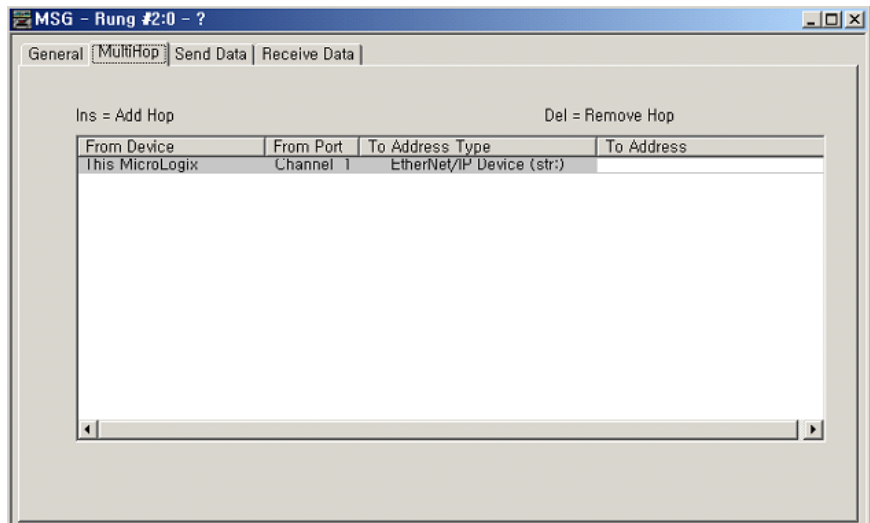 MSG - Rung #2:0 - ?
General MultiHop Send Data Receive Data
Ins = Add Hop Del = Remove Hop
From Device From Port To Address Type To Address
This MicroLogix Channel 1 EtherNet/IP Device (str:)